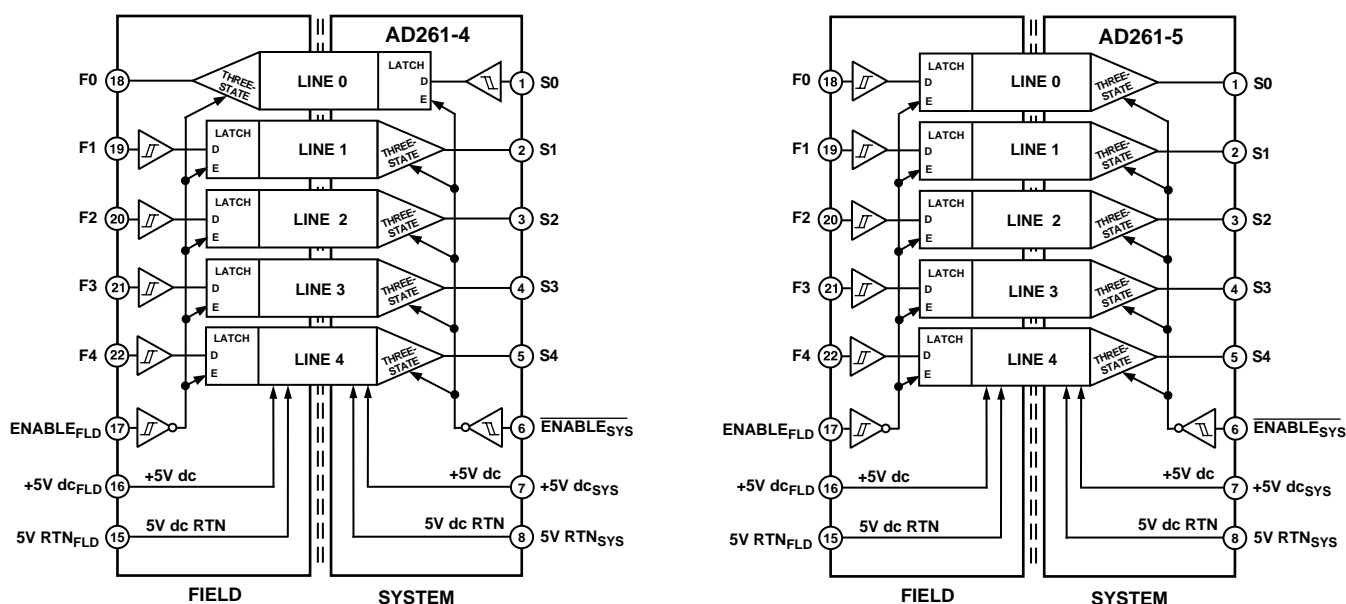 AD261-4
F0 18 THREE-STATE LINE 0 LATCH D E 1 S0
F1 19 LATCH D E LINE 1 THREE-STATE 2 S1
F2 20 LATCH D E LINE 2 THREE-STATE 3 S2
F3 21 LATCH D E LINE 3 THREE-STATE 4 S3
F4 22 LATCH D E LINE 4 THREE-STATE 5 S4
ENABLEFLD 17 6 ENABLESYS
+5V dcFLD 16 +5V dc +5V dc 7 +5V dcSYS
5V RTNFLD 15 5V dc RTN 5V dc RTN 8 5V RTNSYS
FIELD SYSTEM
AD261-5
F0 18 LATCH D E LINE 0 THREE-STATE 1 S0
F1 19 LATCH D E LINE 1 THREE-STATE 2 S1
F2 20 LATCH D E LINE 2 THREE-STATE 3 S2
F3 21 LATCH D E LINE 3 THREE-STATE 4 S3
F4 22 LATCH D E LINE 4 THREE-STATE 5 S4
ENABLEFLD 17 6 ENABLESYS
+5V dcFLD 16 +5V dc +5V dc 7 +5V dcSYS
5V RTNFLD 15 5V dc RTN 5V dc RTN 8 5V RTNSYS
FIELD SYSTEM